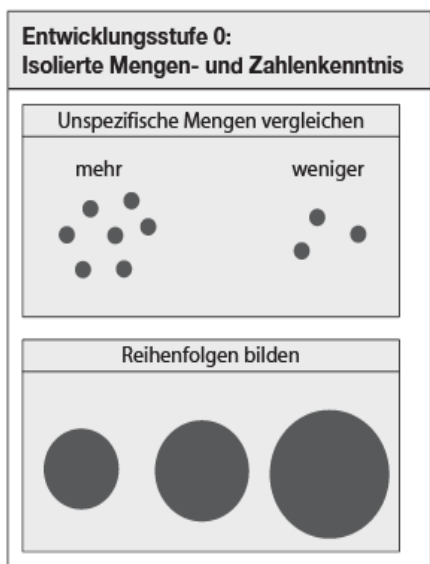 Entwicklungsstufe 0:
Isolierte Mengen- und Zahlenkenntnis
Unspezifische Mengen vergleichen
mehr
weniger
Reihenfolgen bilden